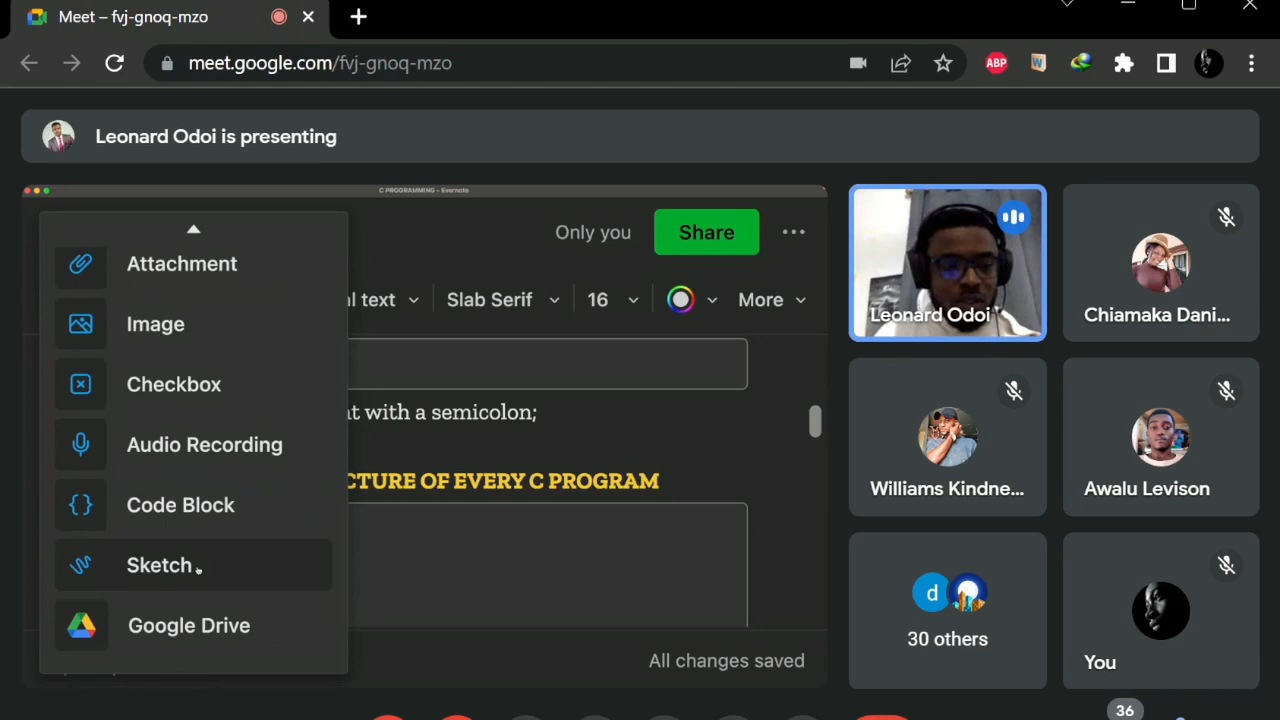 Meet – fvj-gnoq-mzo
meet.google.com/fvj-gnoq-mzo
ABP
Leonard Odoi is presenting
C PROGRAMMING - Evernote
Only you
Share
l text
Slab Serif
16
More
Attachment
Image
Checkbox
Audio Recording
Code Block
Sketch
Google Drive
t with a semicolon;
CTURE OF EVERY C PROGRAM
All changes saved
Leonard Odoi
Chiamaka Dani...
Williams Kindne...
Awalu Levison
d
30 others
You
36